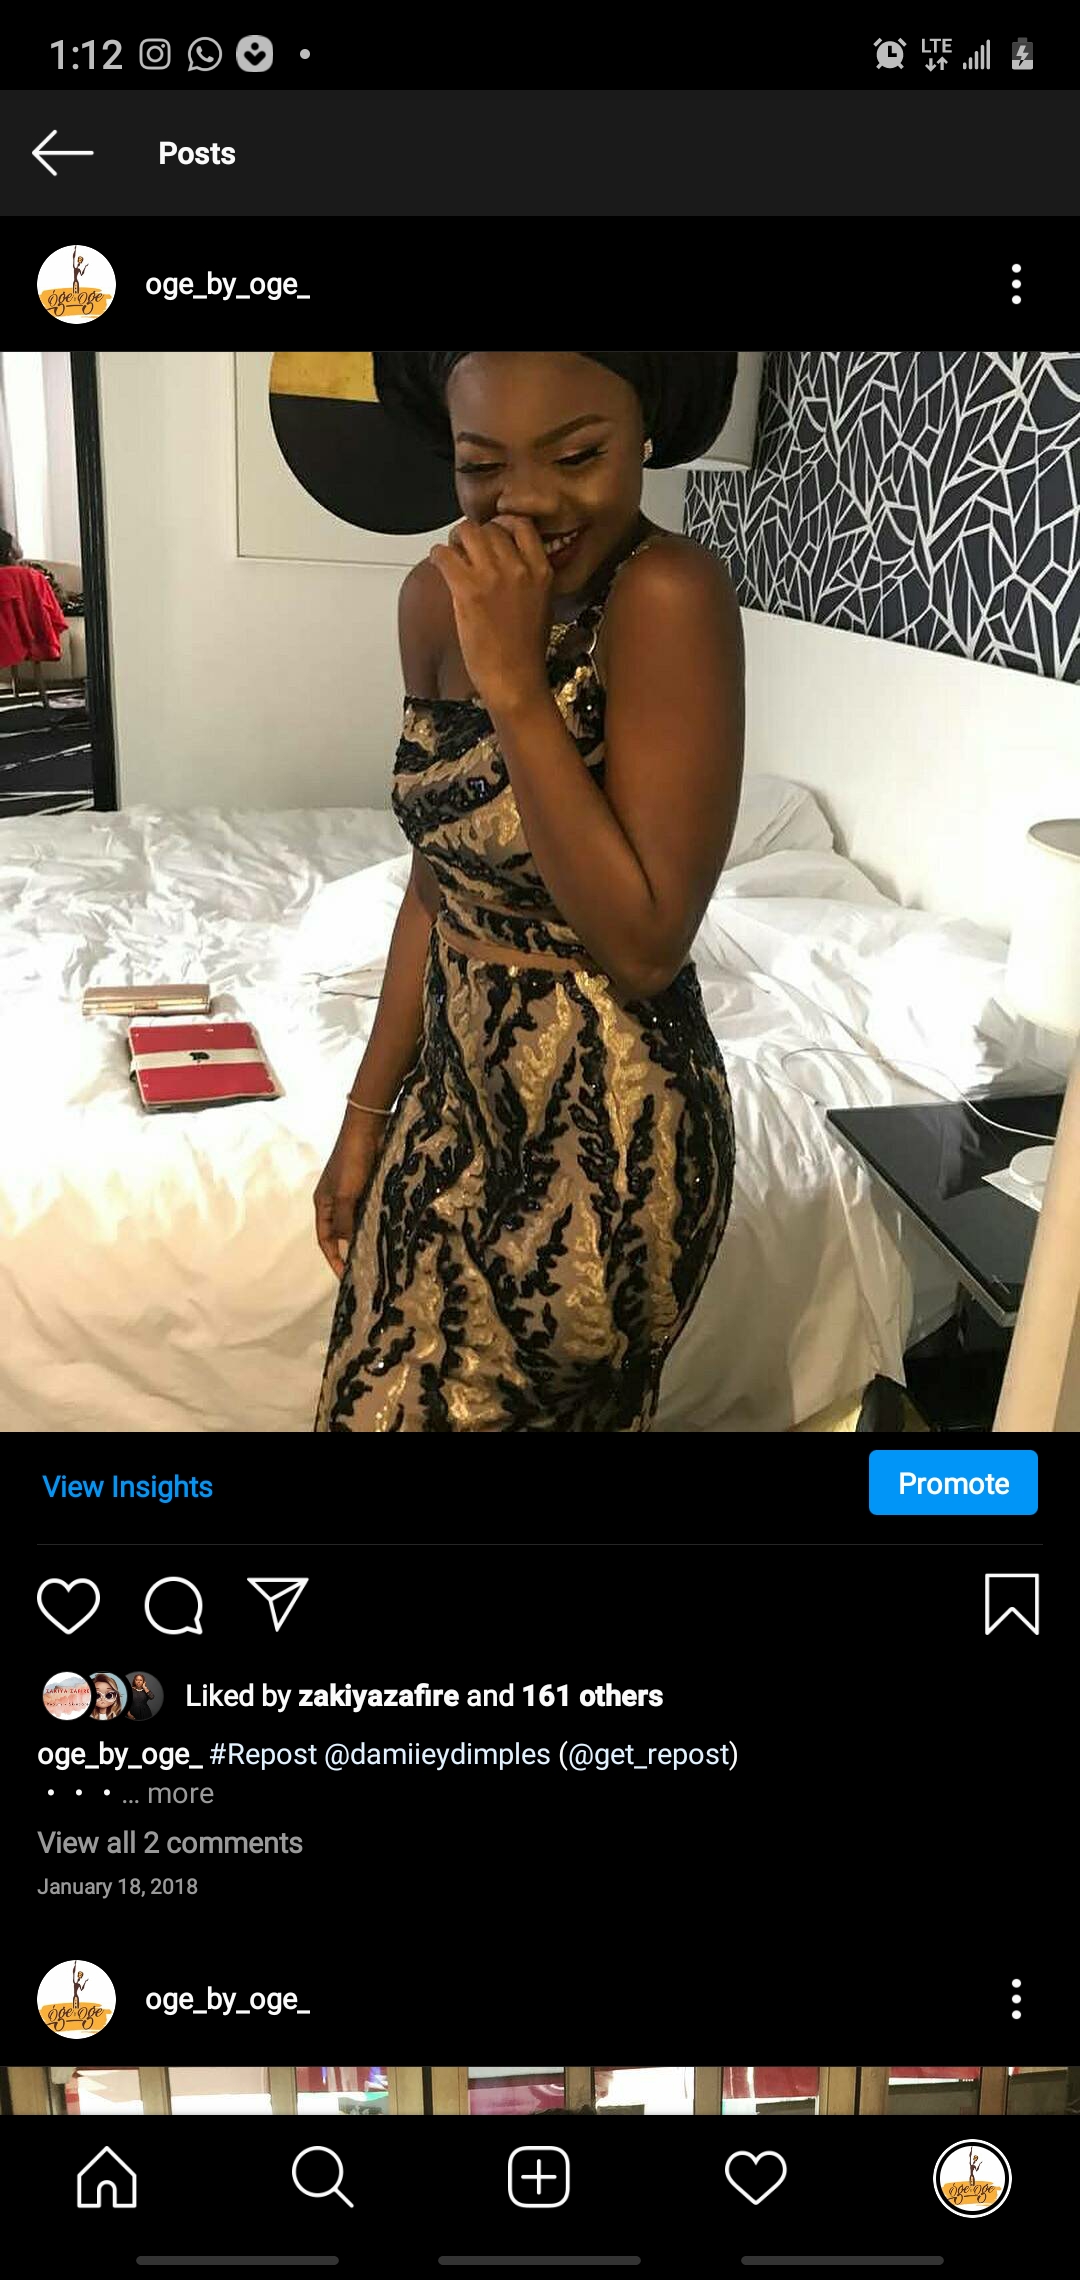 1:12
LTE
Posts
oge_by_oge_
View Insights
Promote
Liked by zakiyazafire and 161 others
oge_by_oge_ #Repost @damiieydimples (@get_repost)
• • • ... more
View all 2 comments
January 18, 2018
oge_by_oge_